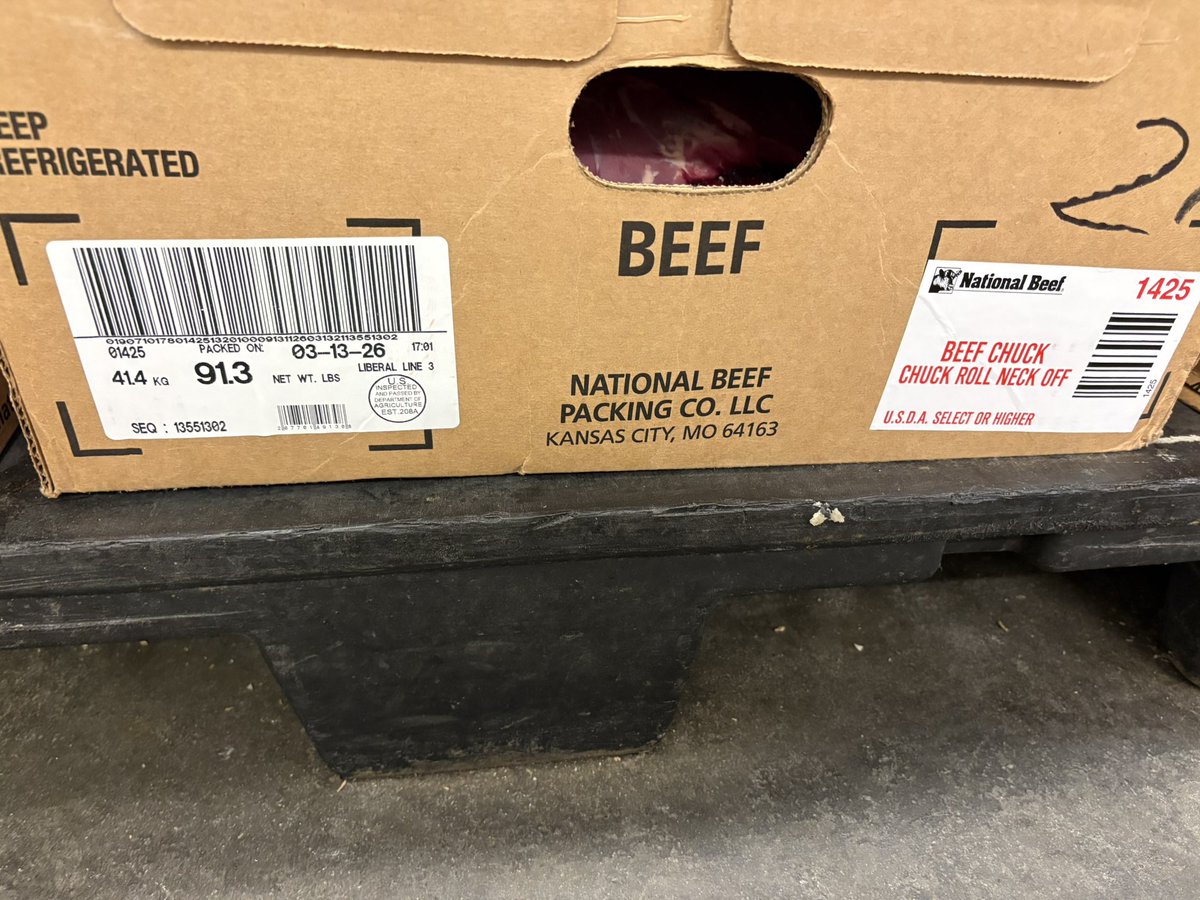 EEP
REFRIGERATED
BEEF
NATIONAL BEEF
PACKING CO. LLC
KANSAS CITY, MO 64163
01907101780142513201000913112603132113551302
01425 PACKED ON: 03-13-26 17:01
41.4 KG 91.3 NET WT. LBS LIBERAL LINE 3
U.S.
INSPECTED
AND PASSED BY
DEPARTMENT OF
AGRICULTURE
EST.208A
SEQ : 13551302
National Beef 1425
BEEF CHUCK
CHUCK ROLL NECK OFF
1425
U.S.D.A. SELECT OR HIGHER